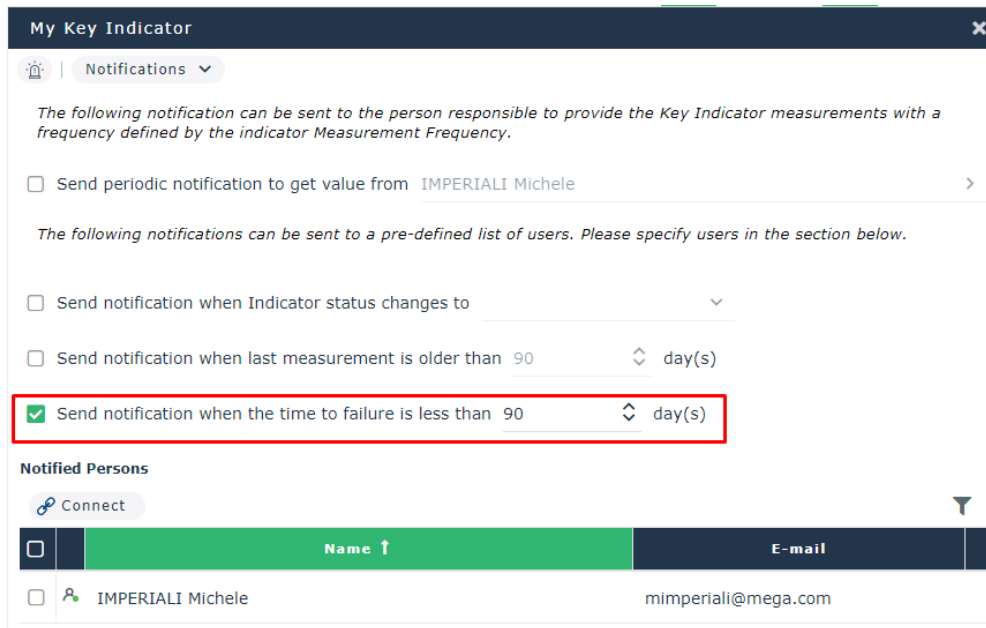 My Key Indicator
Notifications
The following notification can be sent to the person responsible to provide the Key Indicator measurements with a
frequency defined by the indicator Measurement Frequency.
Send periodic notification to get value from IMPERIALI Michele
The following notifications can be sent to a pre-defined list of users. Please specify users in the section below.
Send notification when Indicator status changes to
Send notification when last measurement is older than 90 day(s)
Send notification when the time to failure is less than 90 day(s)
Notified Persons
Connect
Name ↑ E-mail
IMPERIALI Michele mimperiali@mega.com